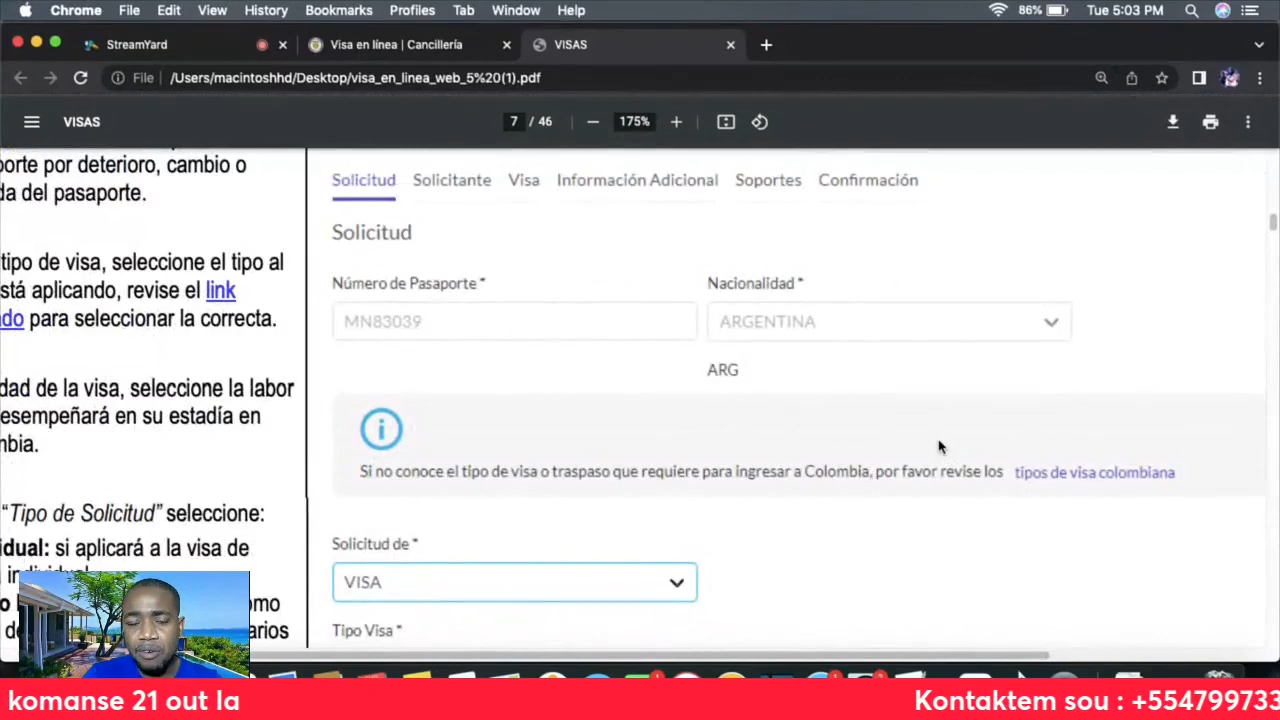 Chrome File Edit View History Bookmarks Profiles Tab Window Help 86% Tue 5:03 PM
StreamYard Visa en línea | Cancillería VISAS
File /Users/macintoshhd/Desktop/visa_en_linea_web_5%20(1).pdf
VISAS 7 / 46 175%
porte por deterioro, cambio o
da del pasaporte.
tipo de visa, seleccione el tipo al
stá aplicando, revise el link
ndo para seleccionar la correcta.
dad de la visa, seleccione la labor
esempeñará en su estadía en
mbia.
“Tipo de Solicitud” seleccione:
idual: si aplicará a la visa de
omo
arios
Solicitud Solicitante Visa Información Adicional Soportes Confirmación
Solicitud
Número de Pasaporte * Nacionalidad *
MN83039 ARGENTINA
ARG
Si no conoce el tipo de visa o traspaso que requiere para ingresar a Colombia, por favor revise los tipos de visa colombiana
Solicitud de *
VISA
Tipo Visa *
komanse 21 out la Kontaktem sou : +554799733